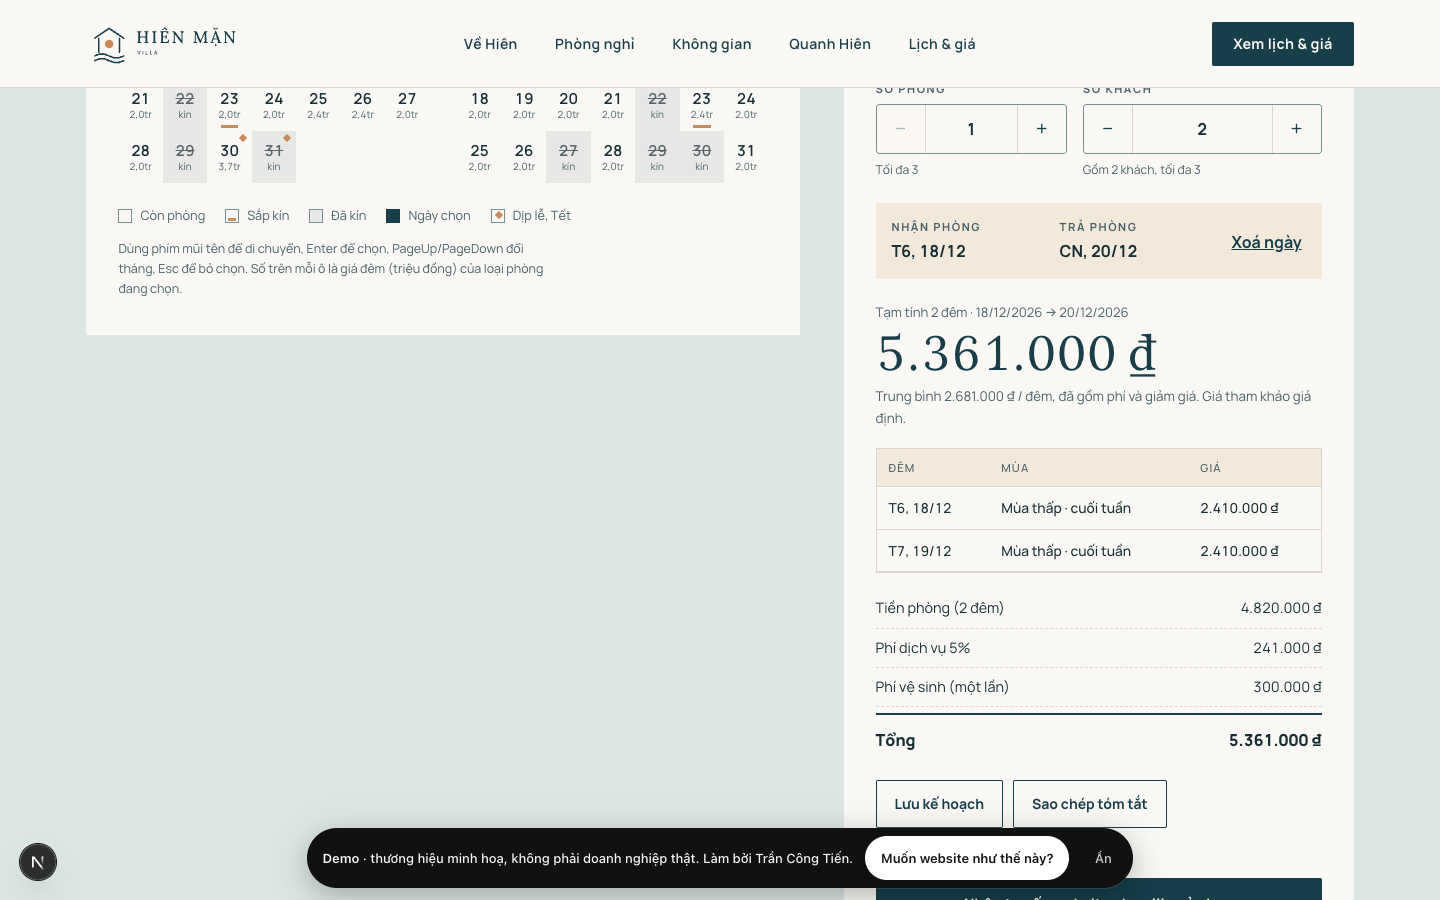 HIÊN MẶN
VILLA
Về Hiên
Phòng nghỉ
Không gian
Quanh Hiên
Lịch & giá
Xem lịch & giá
21 22 23 24 25 26 27
2,0tr kín 2,0tr 2,0tr 2,4tr 2,4tr 2,0tr
28 29 30 31
2,0tr kín 3,7tr kín
18 19 20 21 22 23 24
2,0tr 2,0tr 2,0tr 2,0tr kín 2,4tr 2,0tr
25 26 27 28 29 30 31
2,0tr 2,0tr kín 2,0tr kín kín 2,0tr
Còn phòng
Sắp kín
Đã kín
Ngày chọn
Dịp lễ, Tết
Dùng phím mũi tên để di chuyển, Enter để chọn, PageUp/PageDown đổi
tháng, Esc để bỏ chọn. Số trên mỗi ô là giá đêm (triệu đồng) của loại phòng
đang chọn.
SỐ PHÒNG
SỐ KHÁCH
− 1 +
− 2 +
Tối đa 3
Gồm 2 khách, tối đa 3
NHẬN PHÒNG
T6, 18/12
TRẢ PHÒNG
CN, 20/12
Xoá ngày
Tạm tính 2 đêm · 18/12/2026 → 20/12/2026
5.361.000 ₫
Trung bình 2.681.000 ₫ / đêm, đã gồm phí và giảm giá. Giá tham khảo giả
định.
ĐÊM MÙA GIÁ
T6, 18/12 Mùa thấp · cuối tuần 2.410.000 ₫
T7, 19/12 Mùa thấp · cuối tuần 2.410.000 ₫
Tiền phòng (2 đêm) 4.820.000 ₫
Phí dịch vụ 5% 241.000 ₫
Phí vệ sinh (một lần) 300.000 ₫
Tổng 5.361.000 ₫
Lưu kế hoạch
Sao chép tóm tắt
Demo · thương hiệu minh hoạ, không phải doanh nghiệp thật. Làm bởi Trần Công Tiến.
Muốn website như thế này?
Ẩn
N